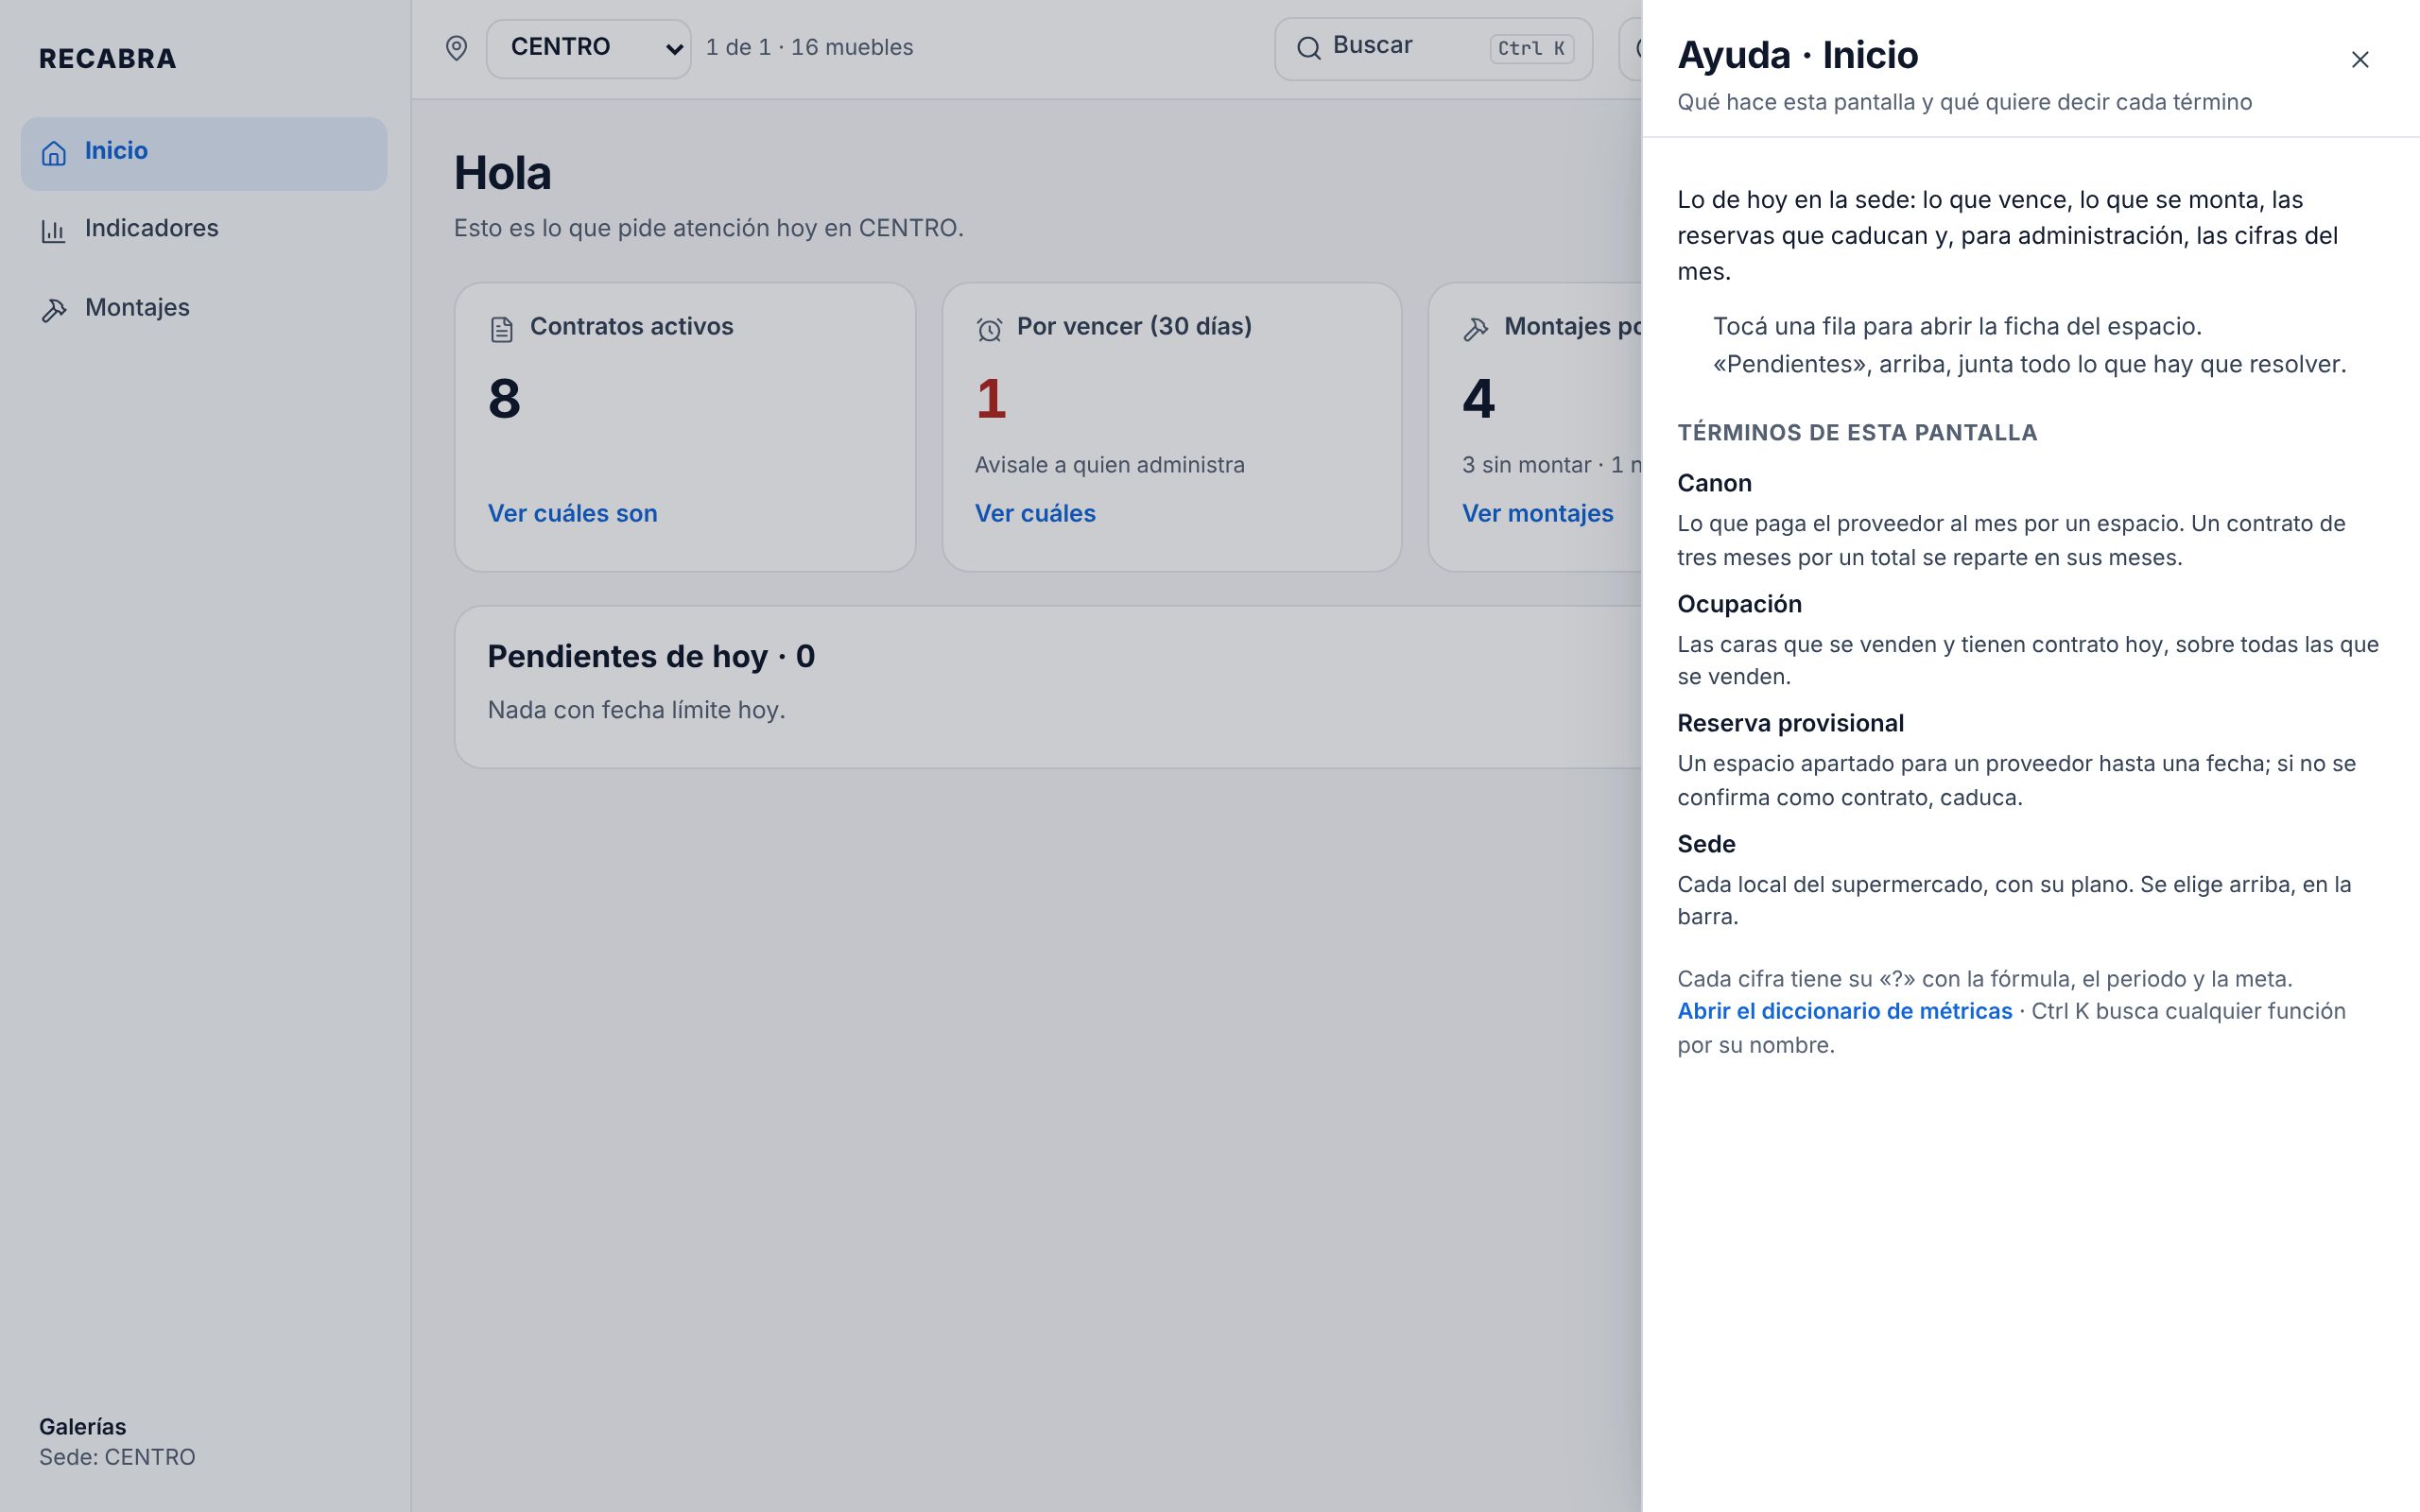 RECABRA
Inicio
Indicadores
Montajes
Galerías
Sede: CENTRO
CENTRO
1 de 1 · 16 muebles
Buscar
Ctrl K
Hola
Esto es lo que pide atención hoy en CENTRO.
Contratos activos
8
Ver cuáles son
Por vencer (30 días)
1
Avisale a quien administra
Ver cuáles
Montajes
4
3 sin montar · 1
Ver montajes
Pendientes de hoy · 0
Nada con fecha límite hoy.
Ayuda · Inicio
Qué hace esta pantalla y qué quiere decir cada término
Lo de hoy en la sede: lo que vence, lo que se monta, las
reservas que caducan y, para administración, las cifras del
mes.
Tocá una fila para abrir la ficha del espacio.
«Pendientes», arriba, junta todo lo que hay que resolver.
TÉRMINOS DE ESTA PANTALLA
Canon
Lo que paga el proveedor al mes por un espacio. Un contrato de
tres meses por un total se reparte en sus meses.
Ocupación
Las caras que se venden y tienen contrato hoy, sobre todas las que
se venden.
Reserva provisional
Un espacio apartado para un proveedor hasta una fecha; si no se
confirma como contrato, caduca.
Sede
Cada local del supermercado, con su plano. Se elige arriba, en la
barra.
Cada cifra tiene su «?» con la fórmula, el periodo y la meta.
Abrir el diccionario de métricas · Ctrl K busca cualquier función
por su nombre.